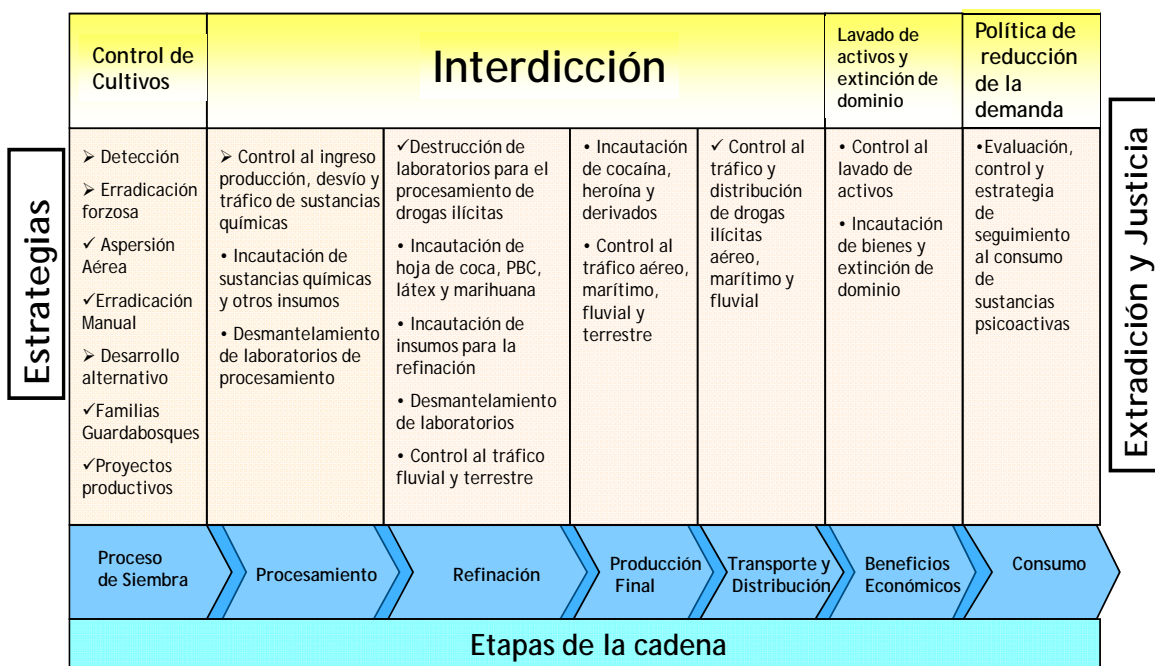 Control de
Cultivos
Interdicción
Lavado de
activos y
extinción de
dominio
Política de
reducción
de la
demanda
Estrategias
➢ Detección
➢ Erradicación
forzosa
✓ Aspersión
Aérea
✓Erradicación
Manual
➢ Desarrollo
alternativo
✓Familias
Guardabosques
✓Proyectos
productivos
➢ Control al ingreso
producción, desvío y
tráfico de sustancias
químicas
• Incautación de
sustancias químicas
y otros insumos
• Desmantelamiento
de laboratorios de
procesamiento
✓Destrucción de
laboratorios para el
procesamiento de
drogas ilícitas
• Incautación de
hoja de coca, PBC,
látex y marihuana
• Incautación de
insumos para la
refinación
• Desmantelamiento
de laboratorios
• Control al tráfico
fluvial y terrestre
• Incautación
de cocaína,
heroína y
derivados
• Control al
tráfico aéreo,
marítimo,
fluvial y
terrestre
✓ Control al
tráfico y
distribución
de drogas
ilícitas
aéreo,
marítimo y
fluvial
• Control al
lavado de
activos
• Incautación
de bienes y
extinción de
dominio
•Evaluación,
control y
estrategia
de
seguimiento
al consumo
de
sustancias
psicoactivas
Extradición y Justicia
Proceso
de Siembra
Procesamiento
Refinación
Producción
Final
Transporte y
Distribución
Beneficios
Económicos
Consumo
Etapas de la cadena